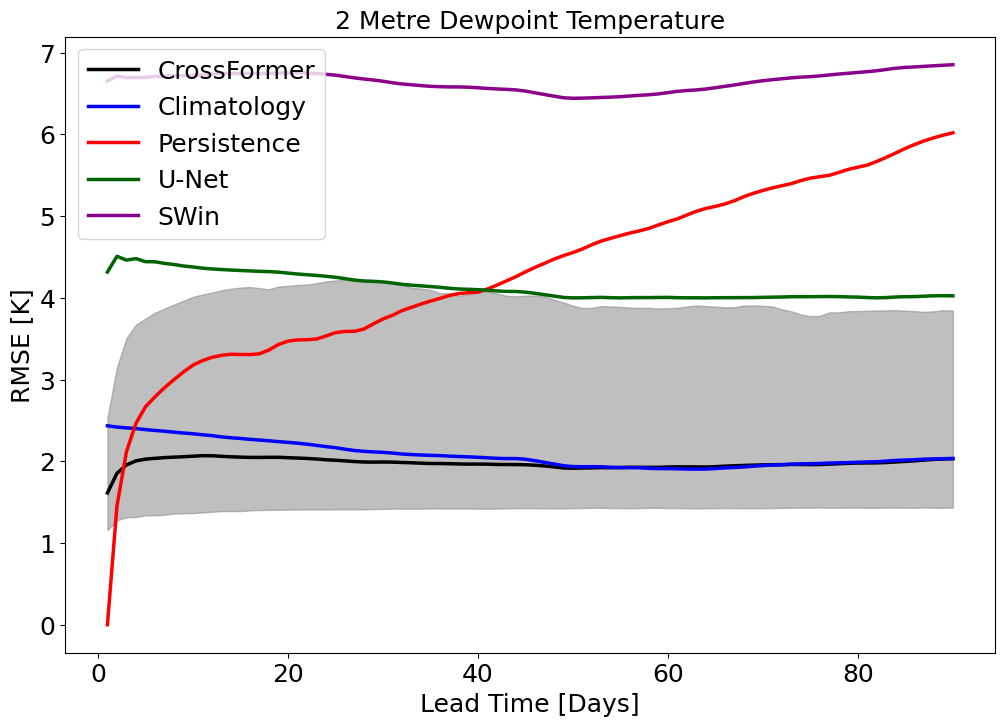 2 Metre Dewpoint Temperature
7
6
5
4
3
2
1
0
RMSE [K]
CrossFormer
Climatology
Persistence
U-Net
SWin
0 20 40 60 80
Lead Time [Days]